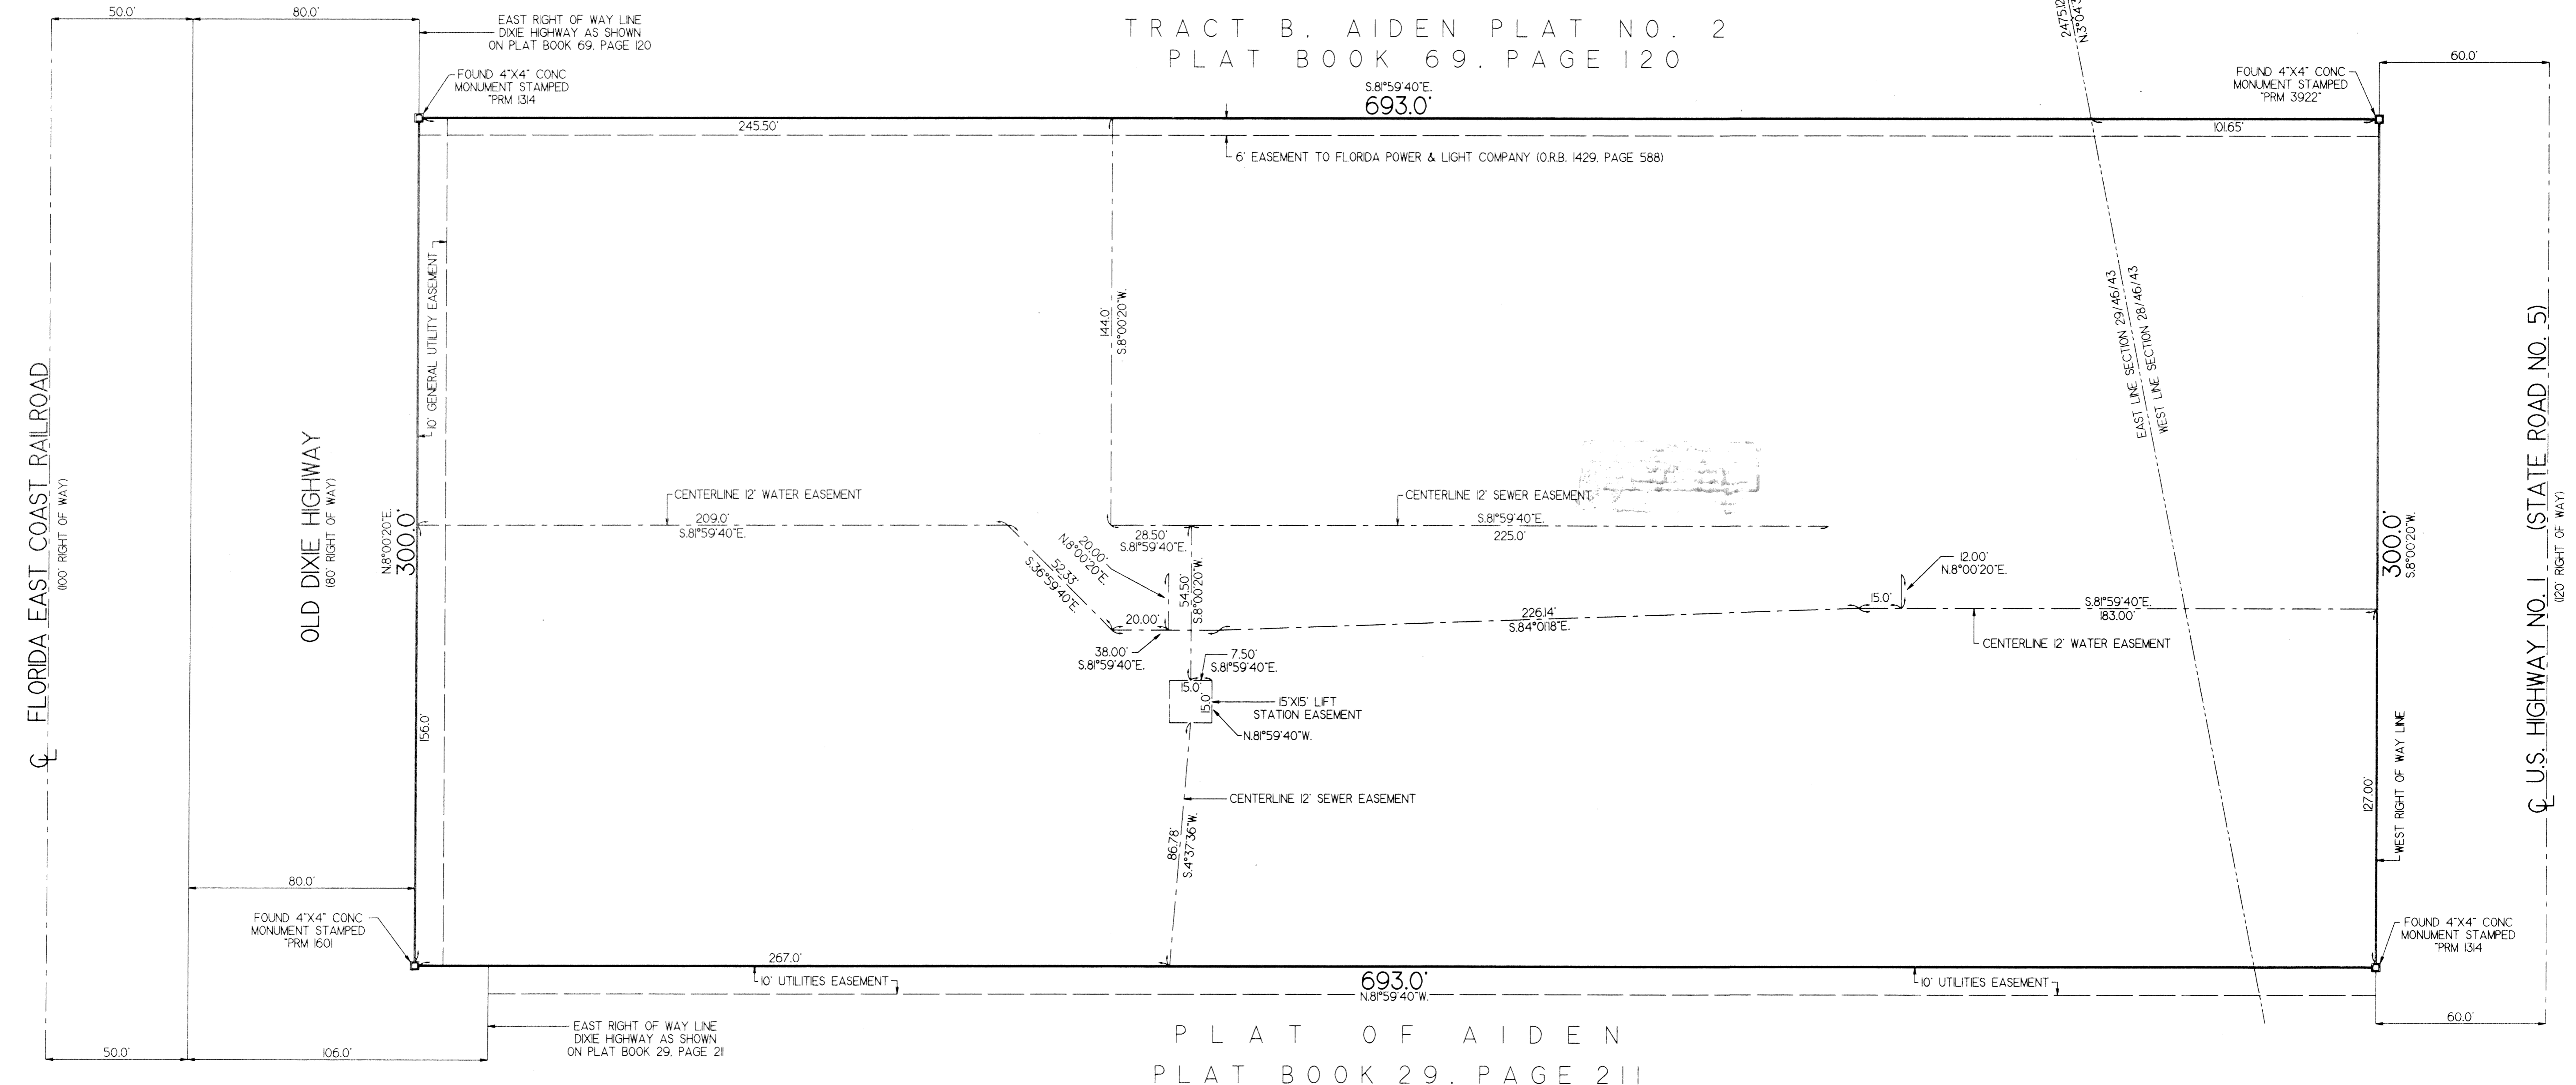 50.0'
80.0'
EAST RIGHT OF WAY LINE
DIXIE HIGHWAY AS SHOWN
ON PLAT BOOK 69, PAGE 120
TRACT B. AIDEN PLAT NO. 2
PLAT BOOK 69. PAGE 120
60.0'
FOUND 4"X4" CONC
MONUMENT STAMPED
"PRM 1314
S.81°59'40"E.
693.0'
FOUND 4"X4" CONC
MONUMENT STAMPED
"PRM 3922"
245.50'
101.65'
6' EASEMENT TO FLORIDA POWER & LIGHT COMPANY (O.R.B. 1429, PAGE 588)
10' GENERAL UTILITY EASEMENT
144.0'
S.8°00'20"W.
EAST LINE SECTION 29/46/43
WEST LINE SECTION 28/46/43
FLORIDA EAST COAST RAILROAD
(100' RIGHT OF WAY)
OLD DIXIE HIGHWAY
(80' RIGHT OF WAY)
N.8°00'20"E.
300.0'
CENTERLINE 12' WATER EASEMENT
209.0'
S.81°59'40"E.
CENTERLINE 12' SEWER EASEMENT
S.81°59'40"E.
225.0'
28.50'
S.81°59'40"E.
20.00'
N.8°00'20"E.
52.33'
S.36°59'40"E.
54.50'
S.8°00'20"W.
12.00'
N.8°00'20"E.
300.0'
S.8°00'20"W.
U.S. HIGHWAY NO. 1 (STATE ROAD NO. 5)
(120' RIGHT OF WAY)
20.00'
226.14'
S.84°01'18"E.
15.0'
S.81°59'40"E.
183.00'
CENTERLINE 12' WATER EASEMENT
38.00'
S.81°59'40"E.
7.50'
S.81°59'40"E.
15.0'
15.0'
15'X15' LIFT
STATION EASEMENT
N.81°59'40"W.
156.0'
127.00'
WEST RIGHT OF WAY LINE
CENTERLINE 12' SEWER EASEMENT
86.78'
S.4°37'36"W.
80.0'
FOUND 4"X4" CONC
MONUMENT STAMPED
"PRM 1601
FOUND 4"X4" CONC
MONUMENT STAMPED
"PRM 1314
267.0'
10' UTILITIES EASEMENT
693.0'
N.81°59'40"W.
10' UTILITIES EASEMENT
60.0'
EAST RIGHT OF WAY LINE
DIXIE HIGHWAY AS SHOWN
ON PLAT BOOK 29, PAGE 211
50.0'
106.0'
PLAT OF AIDEN
PLAT BOOK 29. PAGE 211